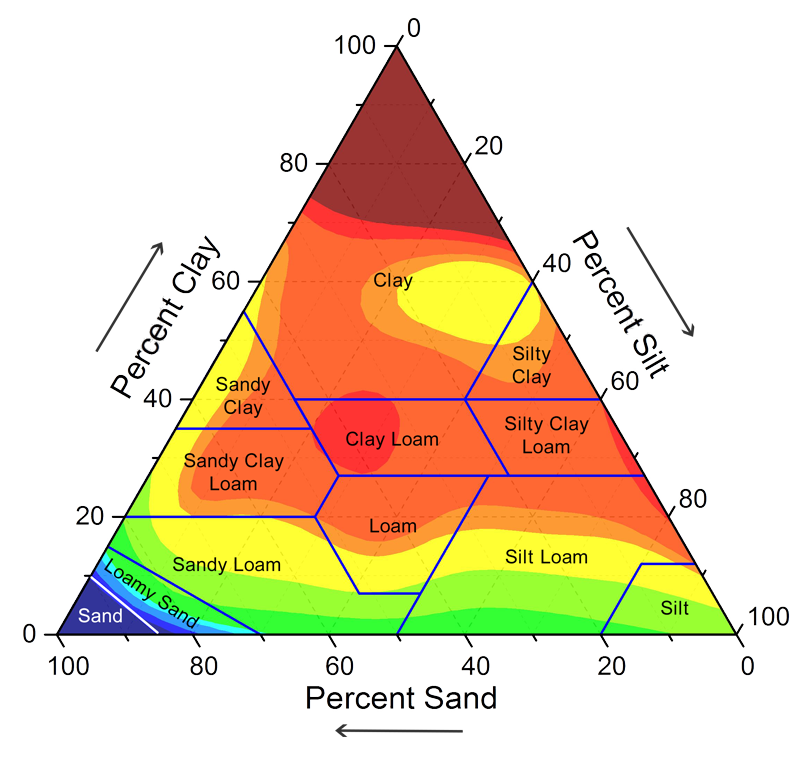 0
100
20
80
Percent Clay
Percent Silt
40
60
Clay
Silty
Clay
60
40
Sandy
Clay
Clay Loam
Silty Clay
Loam
Sandy Clay
Loam
80
20
Loam
Sandy Loam
Silt Loam
Loamy Sand
Sand
Silt
100
0
100
80
60
40
20
0
Percent Sand